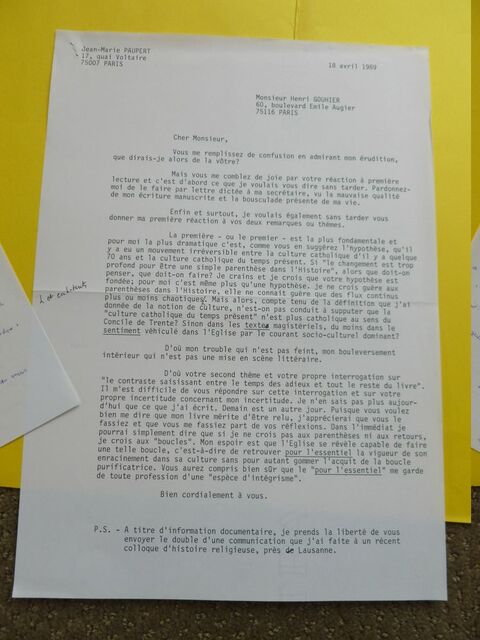 Jean-Marie PAUPERT
17, quai Voltaire
75007 PARIS
18 avril 1989
Monsieur Henri GOUHIER
60, boulevard Emile Augier
75116 PARIS
Cher Monsieur,
Vous me remplissez de confusion en admirant mon érudition,
que dirais-je alors de la vôtre?
Mais vous me comblez de joie par votre réaction à première
lecture et c'est d'abord ce que je voulais vous dire sans tarder. Pardonnez-
moi de le faire par lettre dictée à ma secrétaire, vu la mauvaise qualité
de mon écriture manuscrite et la bousculade présente de ma vie.
Enfin et surtout, je voulais également sans tarder vous
donner ma première réaction à vos deux remarques ou thèmes.
La première - ou le premier - est la plus fondamentale et
pour moi la plus dramatique c'est, comme vous en suggérez l'hypothèse, qu'il
y a eu un mouvement irréversible entre la culture catholique d'il y a quelque
70 ans et la culture catholique du temps présent. Si "le changement est trop
profond pour être une simple parenthèse dans l'Histoire", alors que doit-on
penser, que doit-on faire? Je crains et je crois que votre hypothèse est
fondée; pour moi c'est même plus qu'une hypothèse. je ne crois guère aux
parenthèses dans l'Histoire, elle ne connait guère que des flux continus
plus ou moins chaotiques. Mais alors, compte tenu de la définition que j'ai
donnée de la notion de culture, n'est-on pas conduit à supputer que la
"culture catholique du temps présent" n'est plus catholique au sens du
Concile de Trente? Sinon dans les textes magistériels, du moins dans le
sentiment véhiculé dans l'Eglise par le courant socio-culturel dominant?
D'où mon trouble qui n'est pas feint, mon bouleversement
intérieur qui n'est pas une mise en scène littéraire.
D'où votre second thème et votre propre interrogation sur
"le contraste saisissant entre le temps des adieux et tout le reste du livre".
Il m'est difficile de vous répondre sur cette interrogation et sur votre
propre incertitude concernant mon incertitude. Je n'en sais pas plus aujour-
d'hui que ce que j'ai écrit. Demain est un autre jour. Puisque vous voulez
bien me dire que mon livre mérite d'être relu, j'apprécierai que vous le
fassiez et que vous me fassiez part de vos réflexions. Dans l'immédiat je
pourrai simplement dire que si je ne crois pas aux parenthèses ni aux retours,
je crois aux "boucles". Mon espoir est que l'Eglise se révèle capable de faire
une telle boucle, c'est-à-dire de retrouver pour l'essentiel la vigueur de son
enracinement dans sa culture sans pour autant gommer l'acquit de la boucle
purificatrice. Vous aurez compris bien sûr que le "pour l'essentiel" me garde
de toute profession d'une "espèce d'intégrisme".
Bien cordialement à vous.
P.S. - A titre d'information documentaire, je prends la liberté de vous
envoyer le double d'une communication que j'ai faite à un récent
colloque d'histoire religieuse, près de Lausanne.